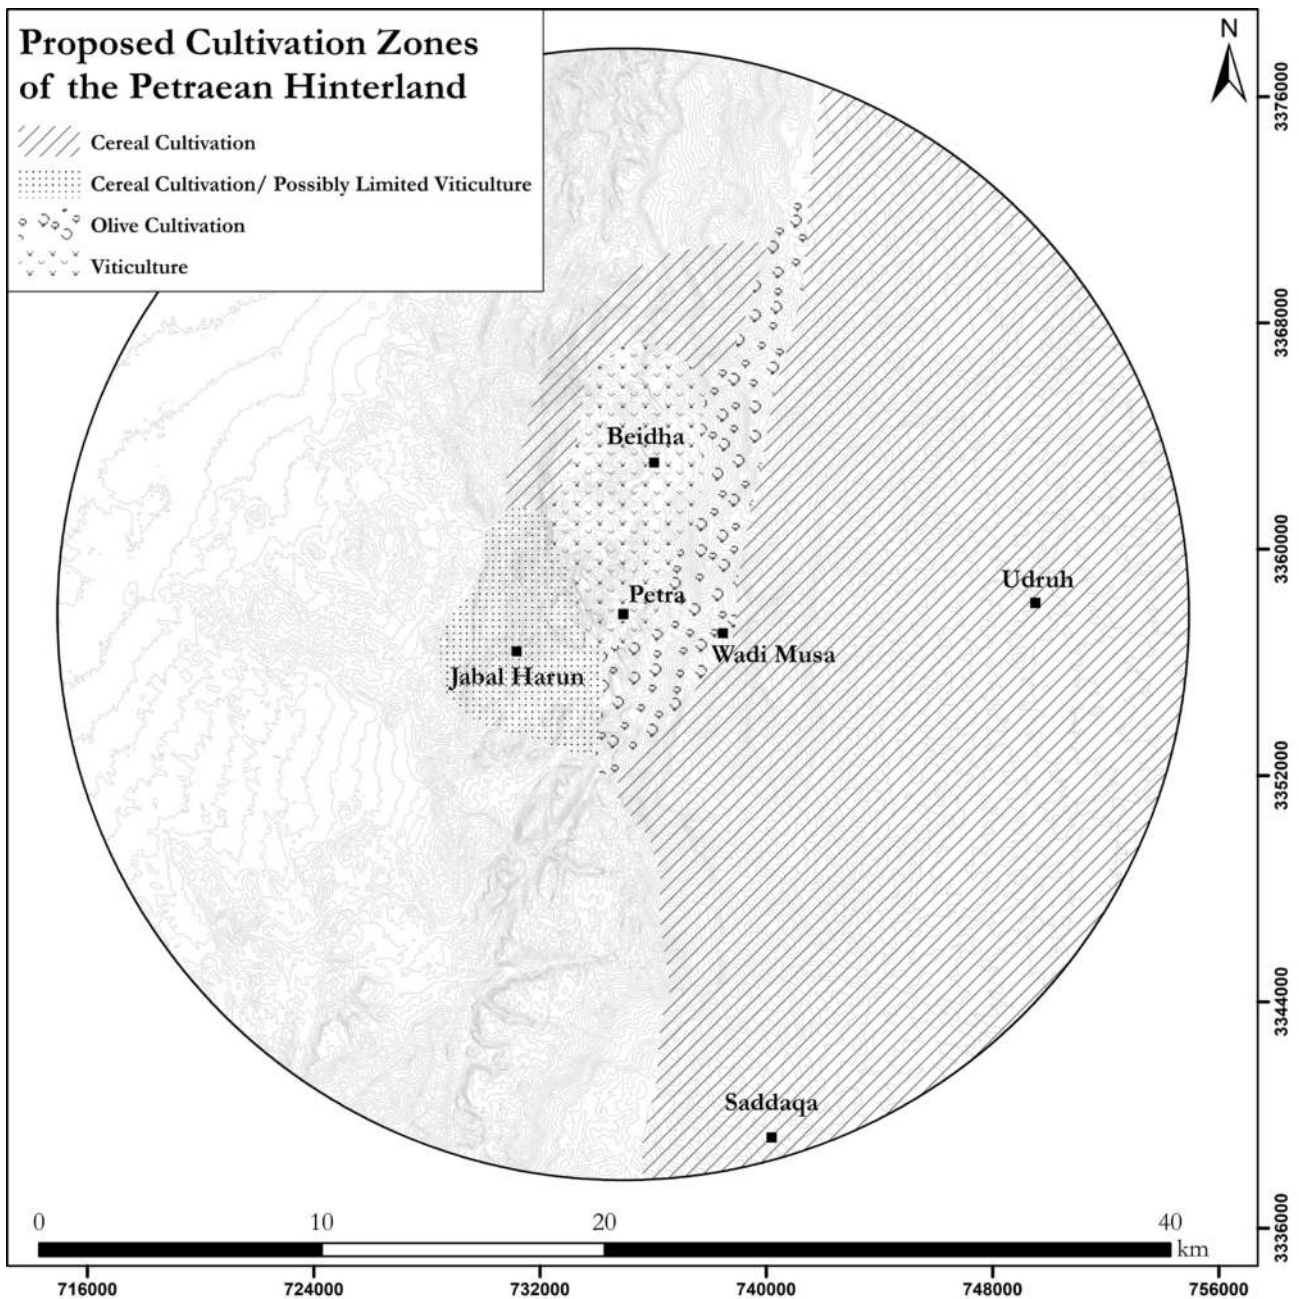 Proposed Cultivation Zones
of the Petraean Hinterland
Cereal Cultivation
Cereal Cultivation/ Possibly Limited Viticulture
Olive Cultivation
Viticulture
N
3376000
3368000
Beidha
3360000
Udruh
Petra
Wadi Musa
Jabal Harun
3352000
3344000
Saddaqa
3336000
0 10 20 40
km
716000 724000 732000 740000 748000 756000